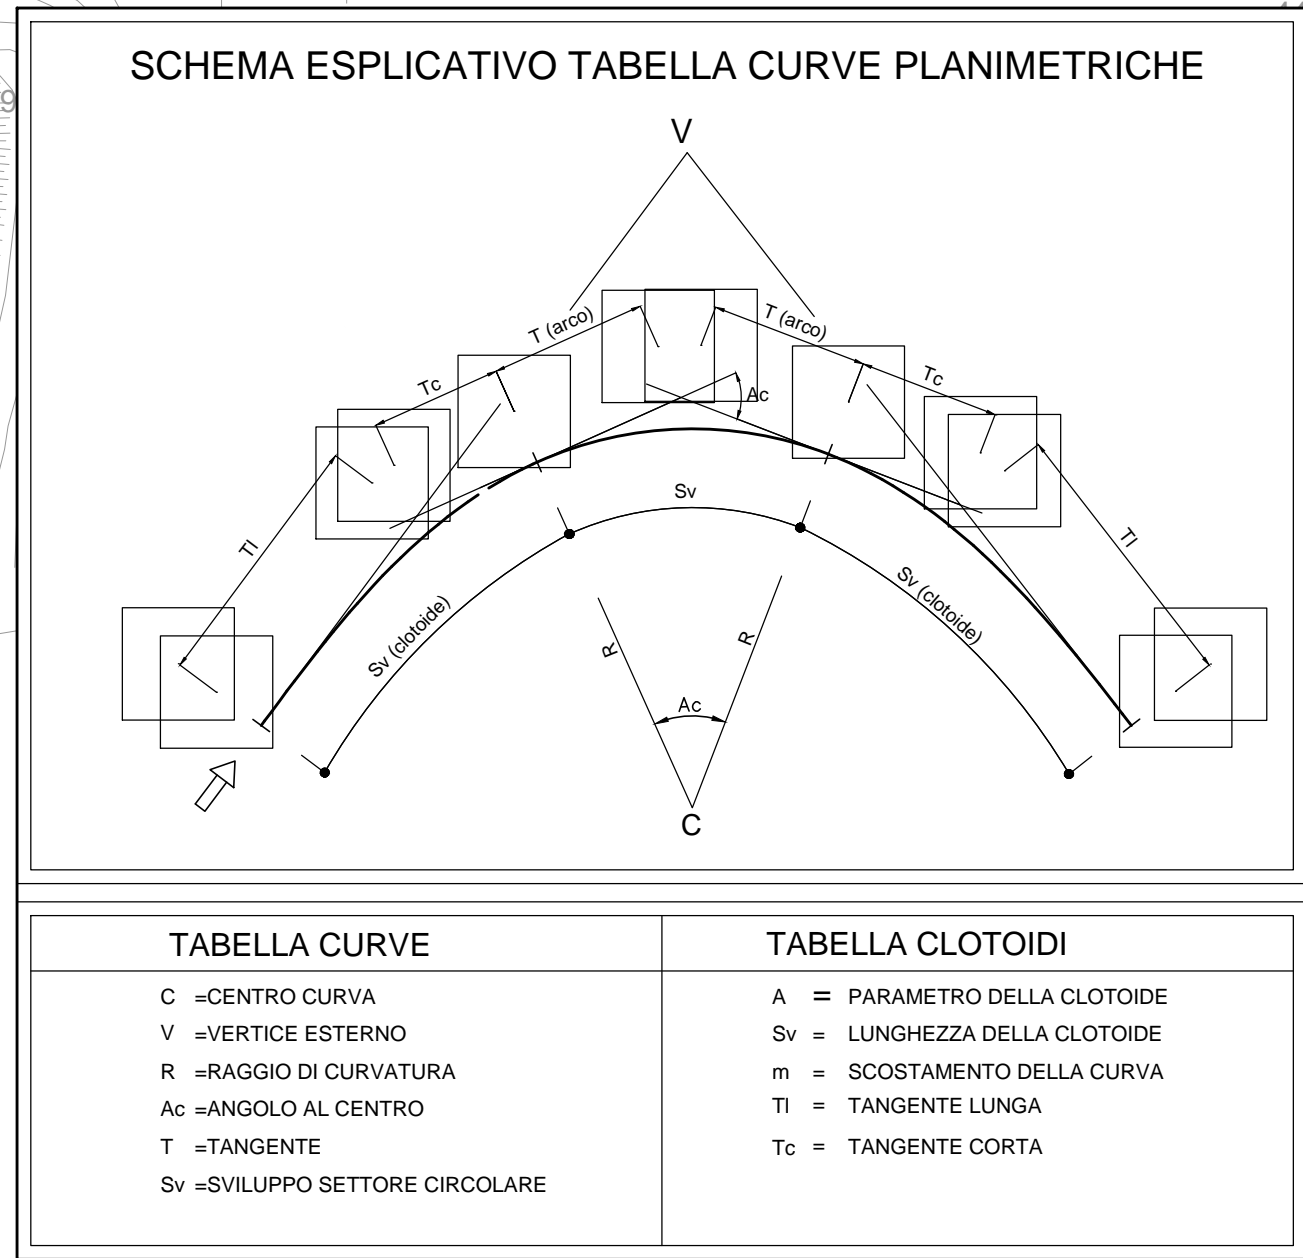 SCHEMA ESPLICATIVO TABELLA CURVE PLANIMETRICHE
V
T (arco)
T (arco)
Tc
Tc
Ac
Tl
Tl
Sv
Sv (clotoide)
Sv (clotoide)
R
R
Ac
C
TABELLA CURVE
C =CENTRO CURVA
V =VERTICE ESTERNO
R =RAGGIO DI CURVATURA
Ac =ANGOLO AL CENTRO
T =TANGENTE
Sv =SVILUPPO SETTORE CIRCOLARE
TABELLA CLOTOIDI
A = PARAMETRO DELLA CLOTOIDE
Sv = LUNGHEZZA DELLA CLOTOIDE
m = SCOSTAMENTO DELLA CURVA
Tl = TANGENTE LUNGA
Tc = TANGENTE CORTA